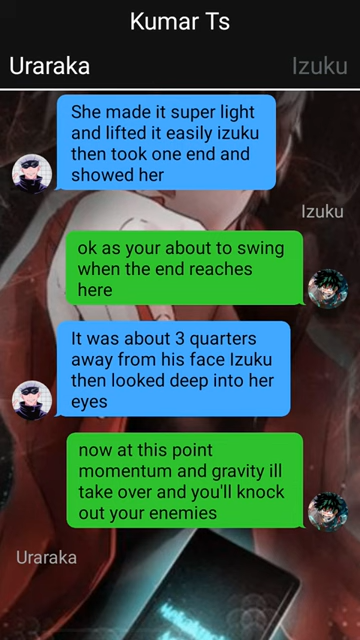 Kumar Ts
Uraraka
Izuku
She made it super light
and lifted it easily izuku
then took one end and
showed her
Izuku
ok as your about to swing
when the end reaches
here
It was about 3 quarters
away from his face Izuku
then looked deep into her
eyes
now at this point
momentum and gravity ill
take over and you'll knock
out your enemies
Uraraka